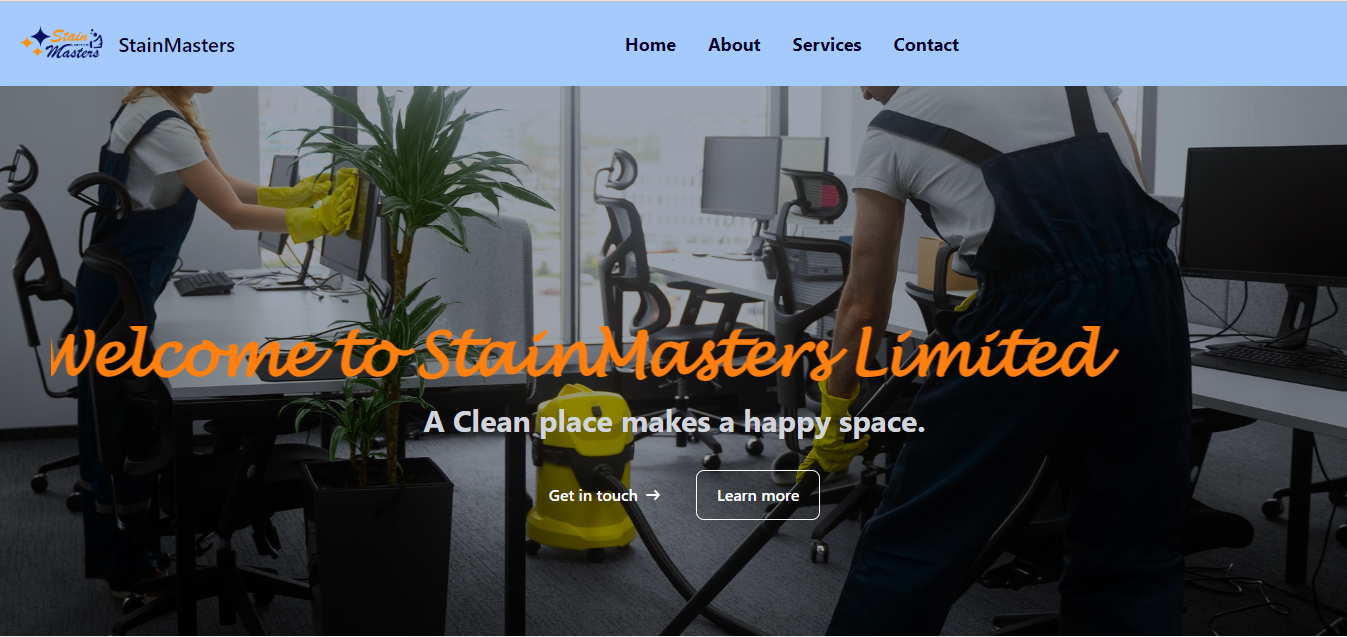 Stain
Masters
StainMasters
Home About Services Contact
Welcome to StainMasters Limited
A Clean place makes a happy space.
Get in touch → Learn more